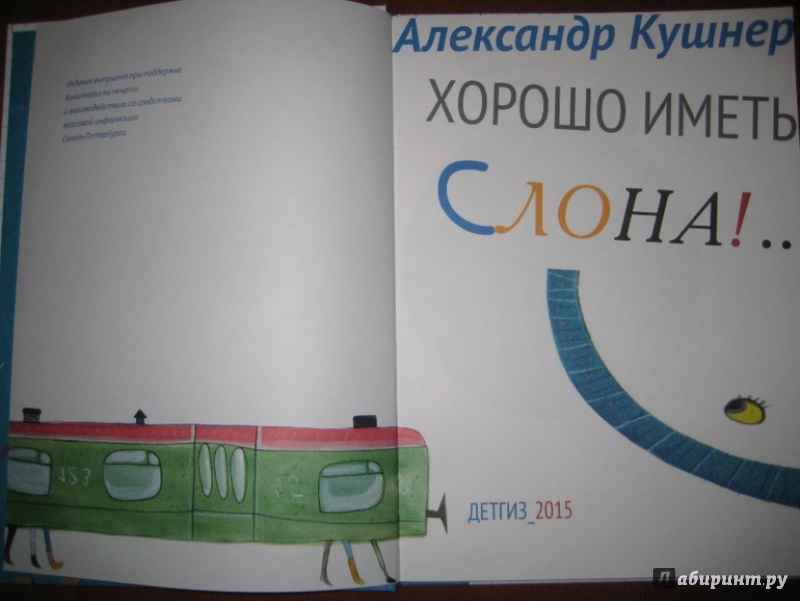 Издание выпущено при поддержке
Комитета по печати
и взаимодействию со средствами
массовой информации
Санкт-Петербурга
Александр Кушнер
ХОРОШО ИМЕТЬ
СЛОНА!..
123
ДЕТГИЗ_2015
Лабиринт.ру